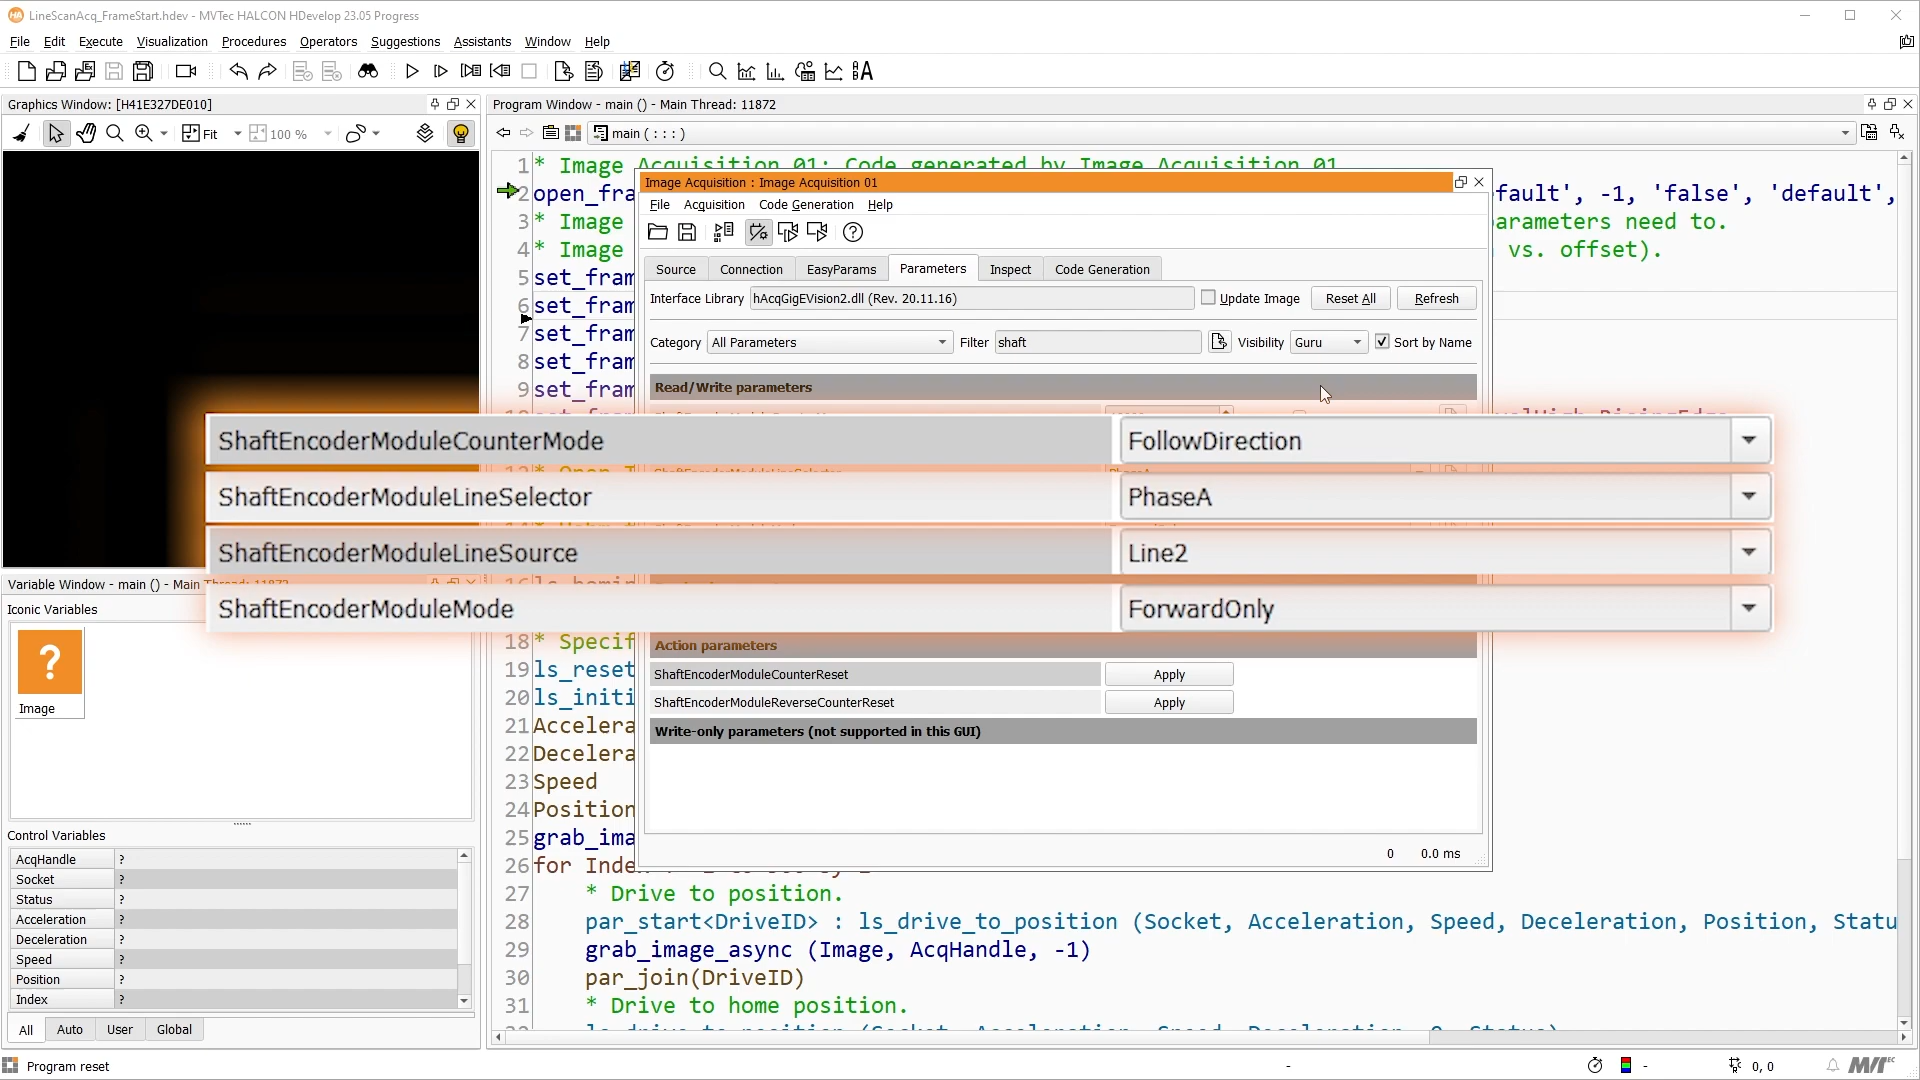 LineScanAcq_FrameStart.hdev - MVTec HALCON HDevelop 23.05 Progress
File Edit Execute Visualization Procedures Operators Suggestions Assistants Window Help
Graphics Window: [H41E327DE010]
Fit 100 %
Program Window - main () - Main Thread: 11872
main ( : : : )
1 * Image Acquisition 01: Code generated by Image Acquisition 01
2 open_fra fault', -1, 'false', 'default',
3 * Image arameters need to.
4 * Image vs. offset).
5 set_fram
6 set_fram
7 set_fram
8 set_fram
9 set_fram
Image Acquisition : Image Acquisition 01
File Acquisition Code Generation Help
Source Connection EasyParams Parameters Inspect Code Generation
Interface Library hAcqGigEVision2.dll (Rev. 20.11.16) Update Image Reset All Refresh
Category All Parameters Filter shaft Visibility Guru Sort by Name
Read/Write parameters
ShaftEncoderModuleCounterMode FollowDirection
ShaftEncoderModuleLineSelector PhaseA
ShaftEncoderModuleLineSource Line2
ShaftEncoderModuleMode ForwardOnly
Action parameters
ShaftEncoderModuleCounterReset Apply
ShaftEncoderModuleReverseCounterReset Apply
Write-only parameters (not supported in this GUI)
0 0.0 ms
18 * Specif
19 ls_reset
20 ls_initi
21 Accelera
22 Decelera
23 Speed
24 Position
25 grab_ima
26 for Inde
27 * Drive to position.
28 par_start<DriveID> : ls_drive_to_position (Socket, Acceleration, Speed, Deceleration, Position, Statu
29 grab_image_async (Image, AcqHandle, -1)
30 par_join(DriveID)
31 * Drive to home position.
Variable Window - main () - Main Thread: 11872
Iconic Variables
?
Image
Control Variables
AcqHandle ?
Socket ?
Status ?
Acceleration ?
Deceleration ?
Speed ?
Position ?
Index ?
All Auto User Global
Program reset - - 0, 0